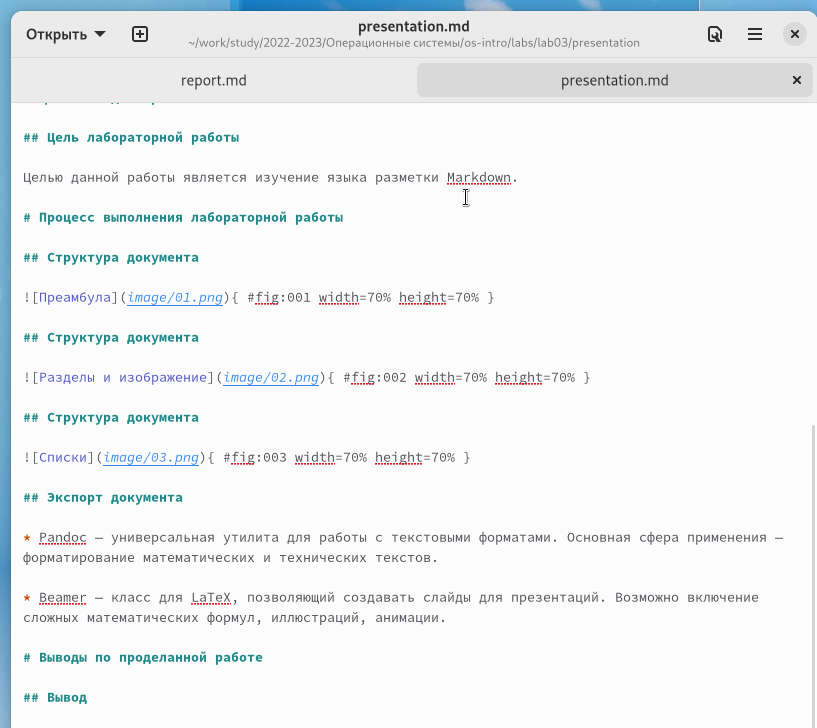 Открыть
presentation.md
~/work/study/2022-2023/Операционные системы/os-intro/labs/lab03/presentation
report.md
presentation.md
## Цель лабораторной работы
Целью данной работы является изучение языка разметки Markdown.
# Процесс выполнения лабораторной работы
## Структура документа
![Преамбула](image/01.png){ #fig:001 width=70% height=70% }
## Структура документа
![Разделы и изображение](image/02.png){ #fig:002 width=70% height=70% }
## Структура документа
![Списки](image/03.png){ #fig:003 width=70% height=70% }
## Экспорт документа
* Pandoc — универсальная утилита для работы с текстовыми форматами. Основная сфера применения —
форматирование математических и технических текстов.
* Beamer — класс для LaTeX, позволяющий создавать слайды для презентаций. Возможно включение
сложных математических формул, иллюстраций, анимации.
# Выводы по проделанной работе
## Вывод